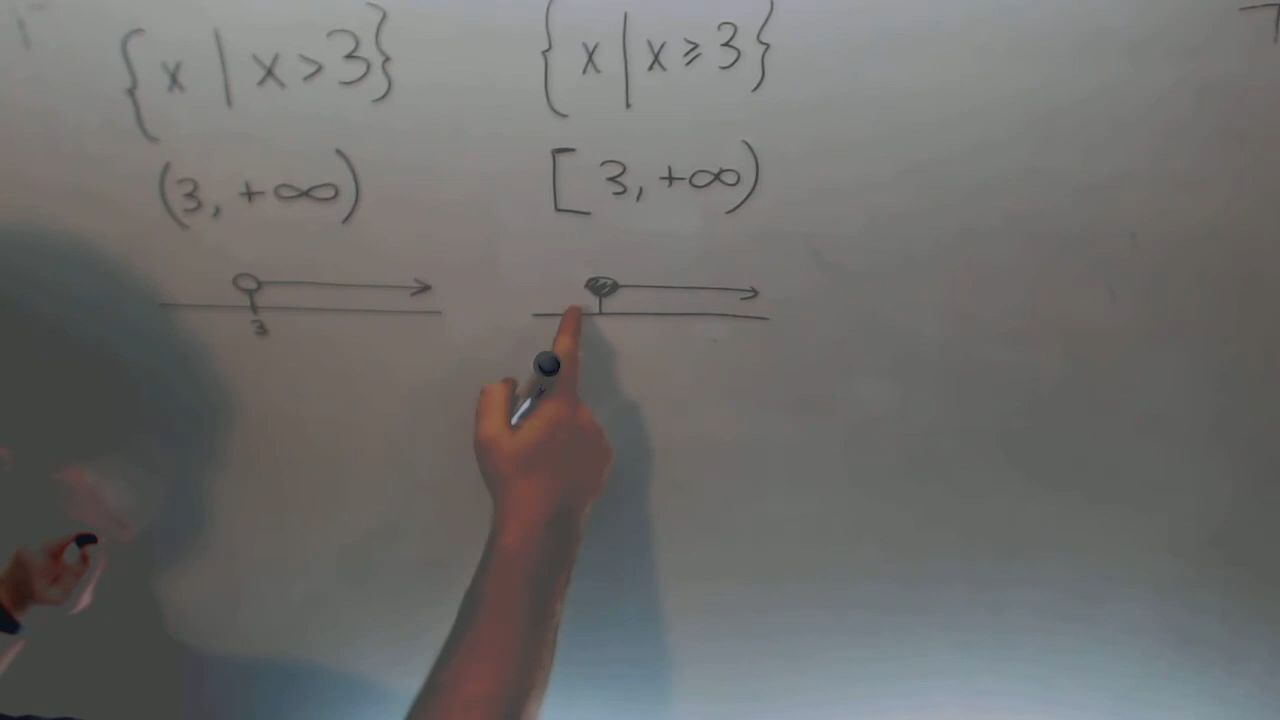 {x | x > 3}
(3, +∞)
3
{x | x ≥ 3}
[3, +∞)